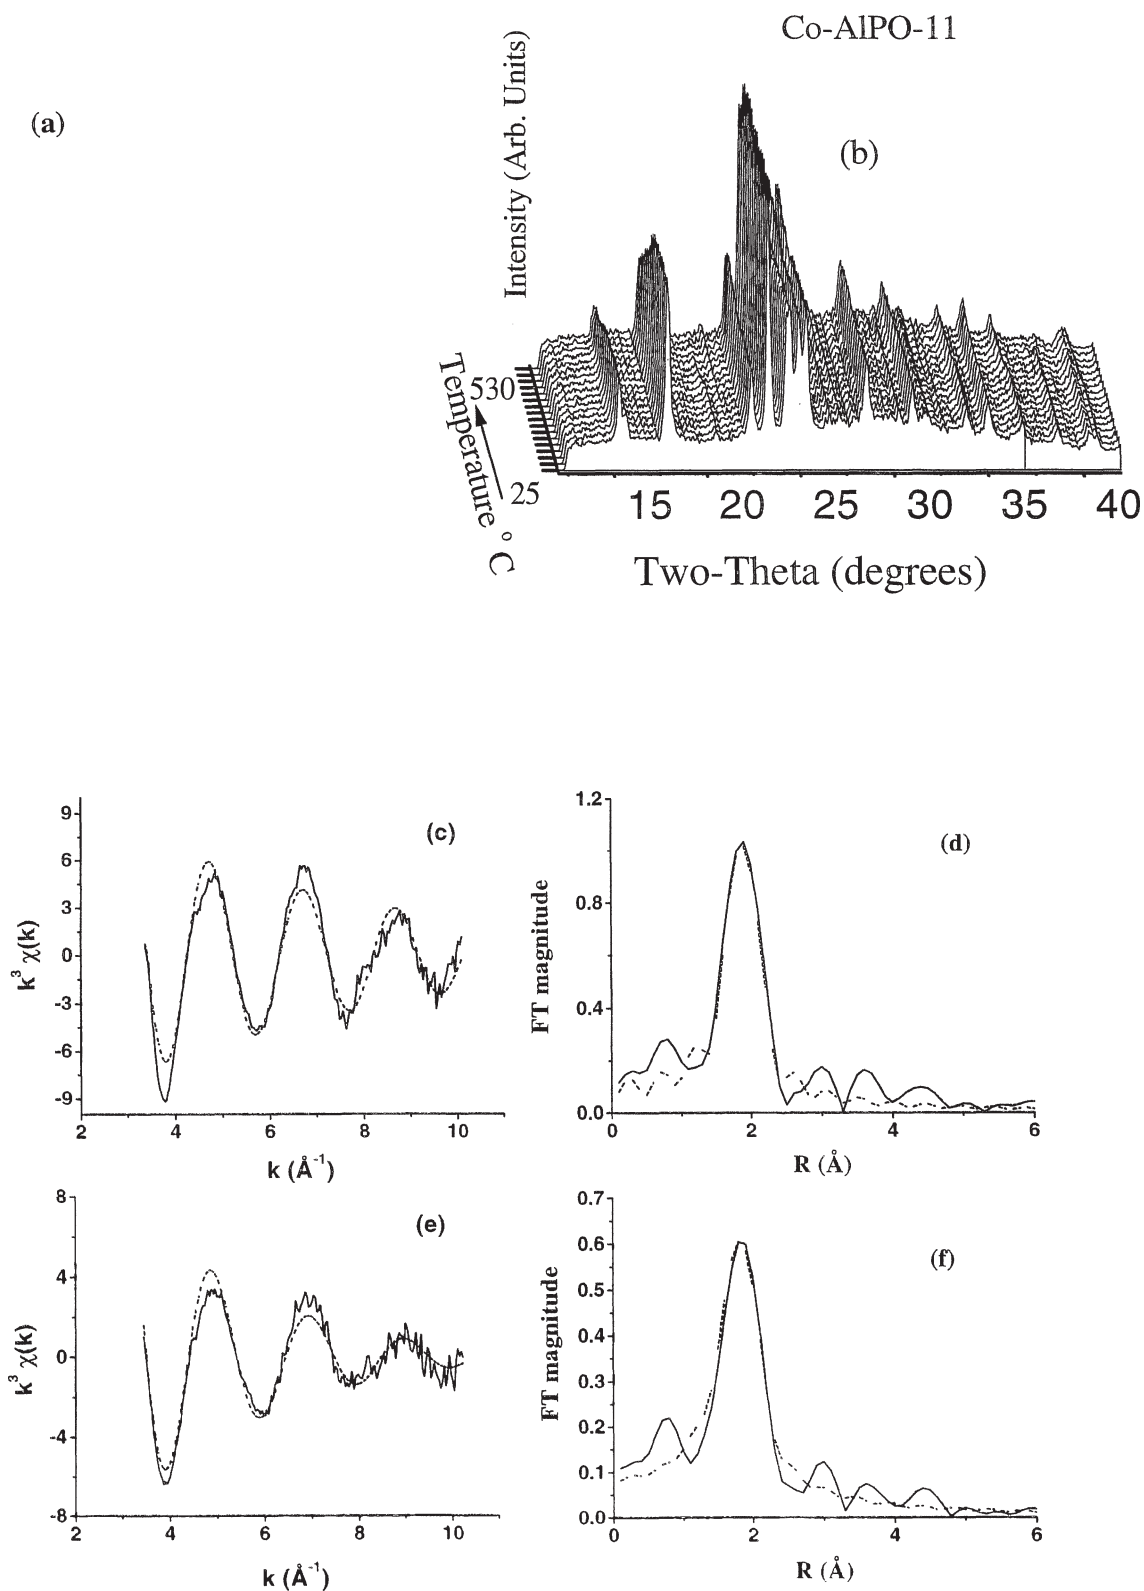 Co-AlPO-11
(a)
(b)
Intensity (Arb. Units)
Temperature °C
530
25
15 20 25 30 35 40
Two-Theta (degrees)
(c)
k³ χ(k)
9
6
3
0
-3
-6
-9
2 4 6 8 10
k (Å⁻¹)
(d)
FT magnitude
1.2
0.8
0.4
0.0
0 2 4 6
R (Å)
(e)
k³ χ(k)
8
4
0
-4
-8
2 4 6 8 10
k (Å⁻¹)
(f)
FT magnitude
0.7
0.6
0.5
0.4
0.3
0.2
0.1
0.0
0 2 4 6
R (Å)